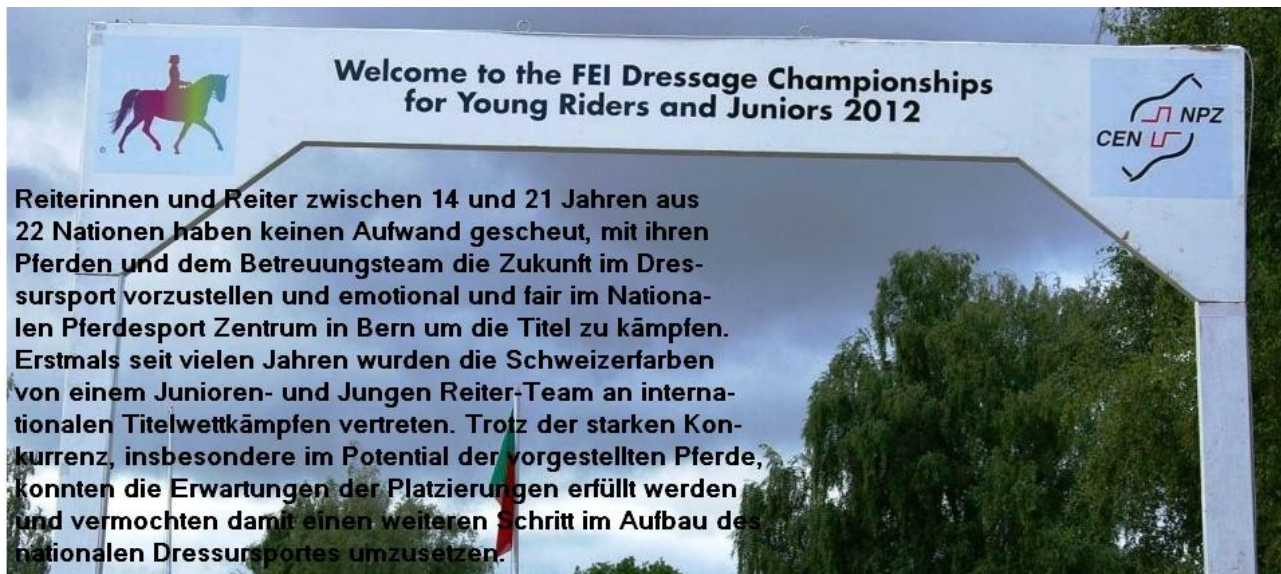 Welcome to the FEI Dressage Championships
for Young Riders and Juniors 2012
NPZ
CEN
Reiterinnen und Reiter zwischen 14 und 21 Jahren aus
22 Nationen haben keinen Aufwand gescheut, mit ihren
Pferden und dem Betreuungsteam die Zukunft im Dres-
sursport vorzustellen und emotional und fair im Nationa-
len Pferdesport Zentrum in Bern um die Titel zu kämpfen.
Erstmals seit vielen Jahren wurden die Schweizerfarben
von einem Junioren- und Jungen Reiter-Team an interna-
tionalen Titelwettkämpfen vertreten. Trotz der starken Kon-
kurrenz, insbesondere im Potential der vorgestellten Pferde,
konnten die Erwartungen der Platzierungen erfüllt werden
und vermochten damit einen weiteren Schritt im Aufbau des
nationalen Dressursportes umzusetzen.